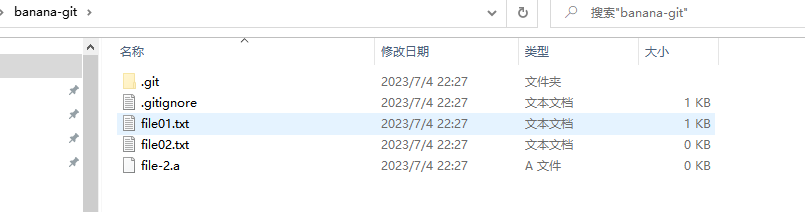 banana-git
搜索"banana-git"
名称 修改日期 类型 大小
.git 2023/7/4 22:27 文件夹
.gitignore 2023/7/4 22:27 文本文档 1 KB
file01.txt 2023/7/4 22:27 文本文档 1 KB
file02.txt 2023/7/4 22:27 文本文档 0 KB
file-2.a 2023/7/4 22:27 A 文件 0 KB